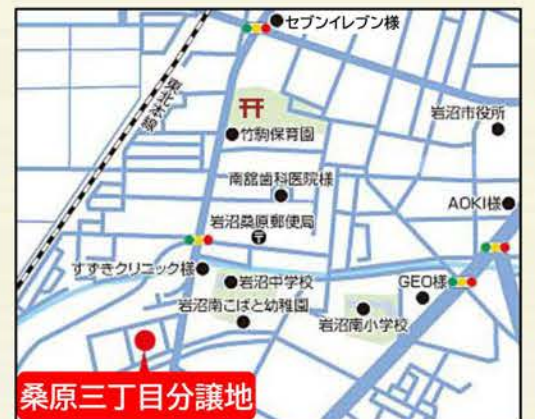 セブンイレブン様
東北本線
岩沼市役所
竹駒保育園
南舘歯科医院様
AOKI様
岩沼桑原郵便局
〒
すずきクリニック様
岩沼中学校
GEO様
岩沼南こばと幼稚園
岩沼南小学校
桑原三丁目分譲地